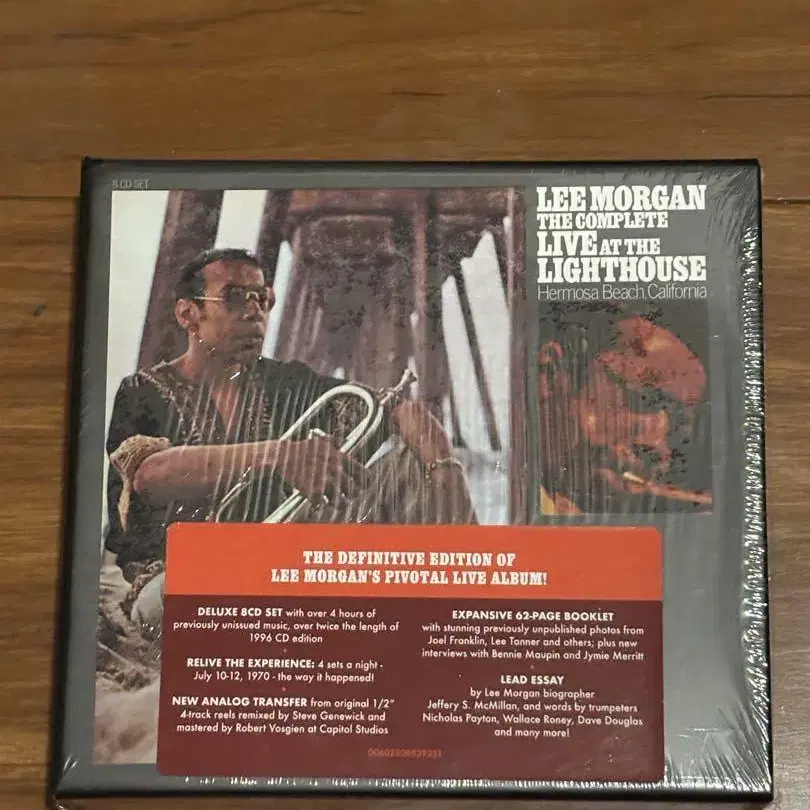 8 CD SET
LEE MORGAN
THE COMPLETE
LIVE AT THE
LIGHTHOUSE
Hermosa Beach, California
THE DEFINITIVE EDITION OF
LEE MORGAN'S PIVOTAL LIVE ALBUM!
DELUXE 8CD SET with over 4 hours of
previously unissued music, over twice the length of
1996 CD edition
RELIVE THE EXPERIENCE: 4 sets a night -
July 10-12, 1970 - the way it happened!
NEW ANALOG TRANSFER from original 1/2"
4-track reels remixed by Steve Genewick and
mastered by Robert Vosgien at Capitol Studios
EXPANSIVE 62-PAGE BOOKLET
with stunning previously unpublished photos from
Joel Franklin, Lee Tanner and others; plus new
interviews with Bennie Maupin and Jymie Merritt
LEAD ESSAY
by Lee Morgan biographer
Jeffery S. McMillan, and words by trumpeters
Nicholas Payton, Wallace Roney, Dave Douglas
and many more!